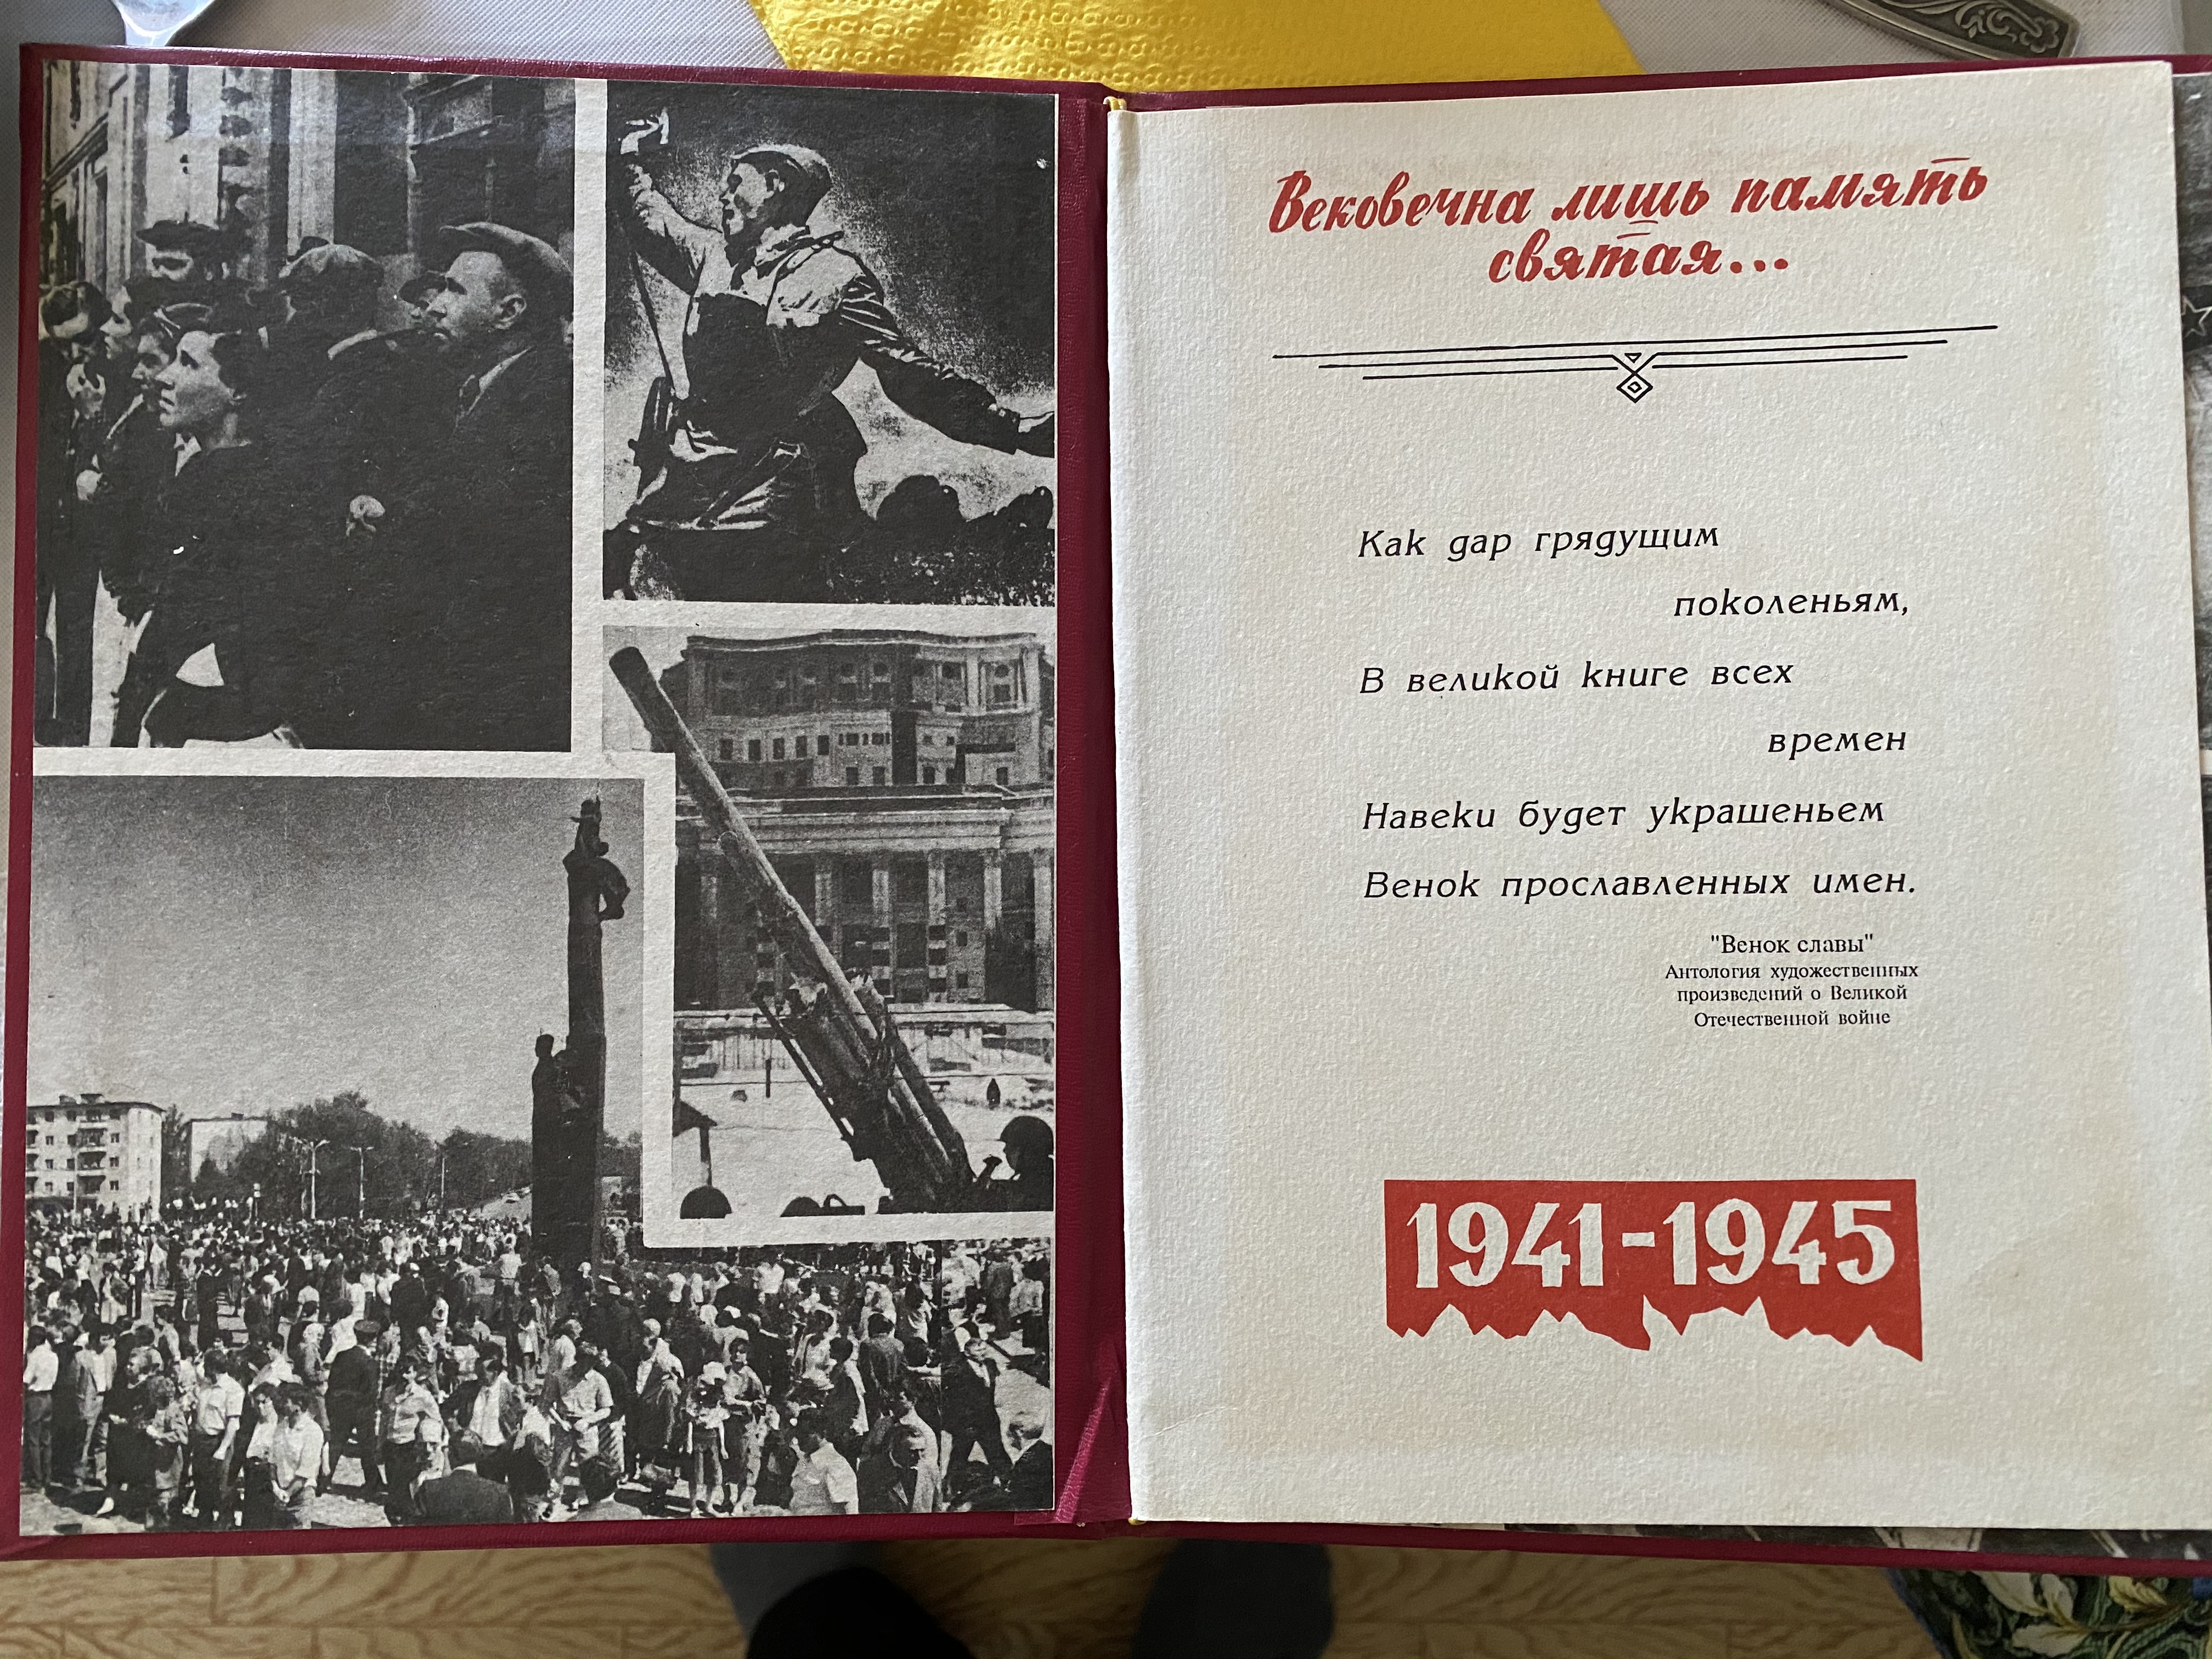 Вековечна лишь память
святая...
Как дар грядущим
поколеньям,
В великой книге всех
времен
Навеки будет украшеньем
Венок прославленных имен.
"Венок славы"
Антология художественных
произведений о Великой
Отечественной войне
1941-1945